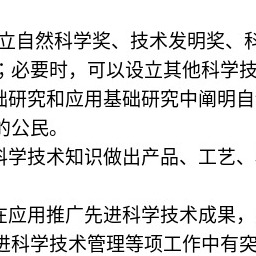 立自然科学奖、技术发明奖、科
；必要时，可以设立其他科学技
础研究和应用基础研究中阐明自
的公民。
科学技术知识做出产品、工艺、
在应用推广先进科学技术成果，
进科学技术管理等项工作中有突